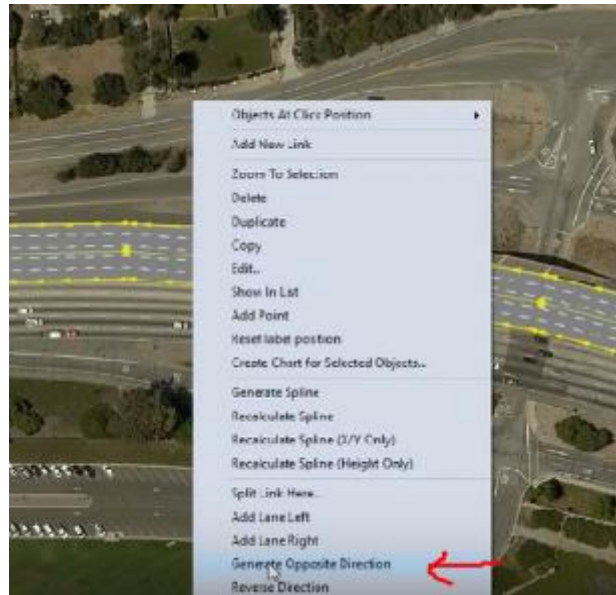 Objects At Click Position
Add New Link
Zoom To Selection
Delete
Duplicate
Copy
Edit..
Show In List
Add Point
Reset label position
Create Chart for Selected Objects..
Generate Spline
Recalculate Spline
Recalculate Spline (X/Y Only)
Recalculate Spline (Height Only)
Split Link Here..
Add Lane Left
Add Lane Right
Generate Opposite Direction
Reverse Direction